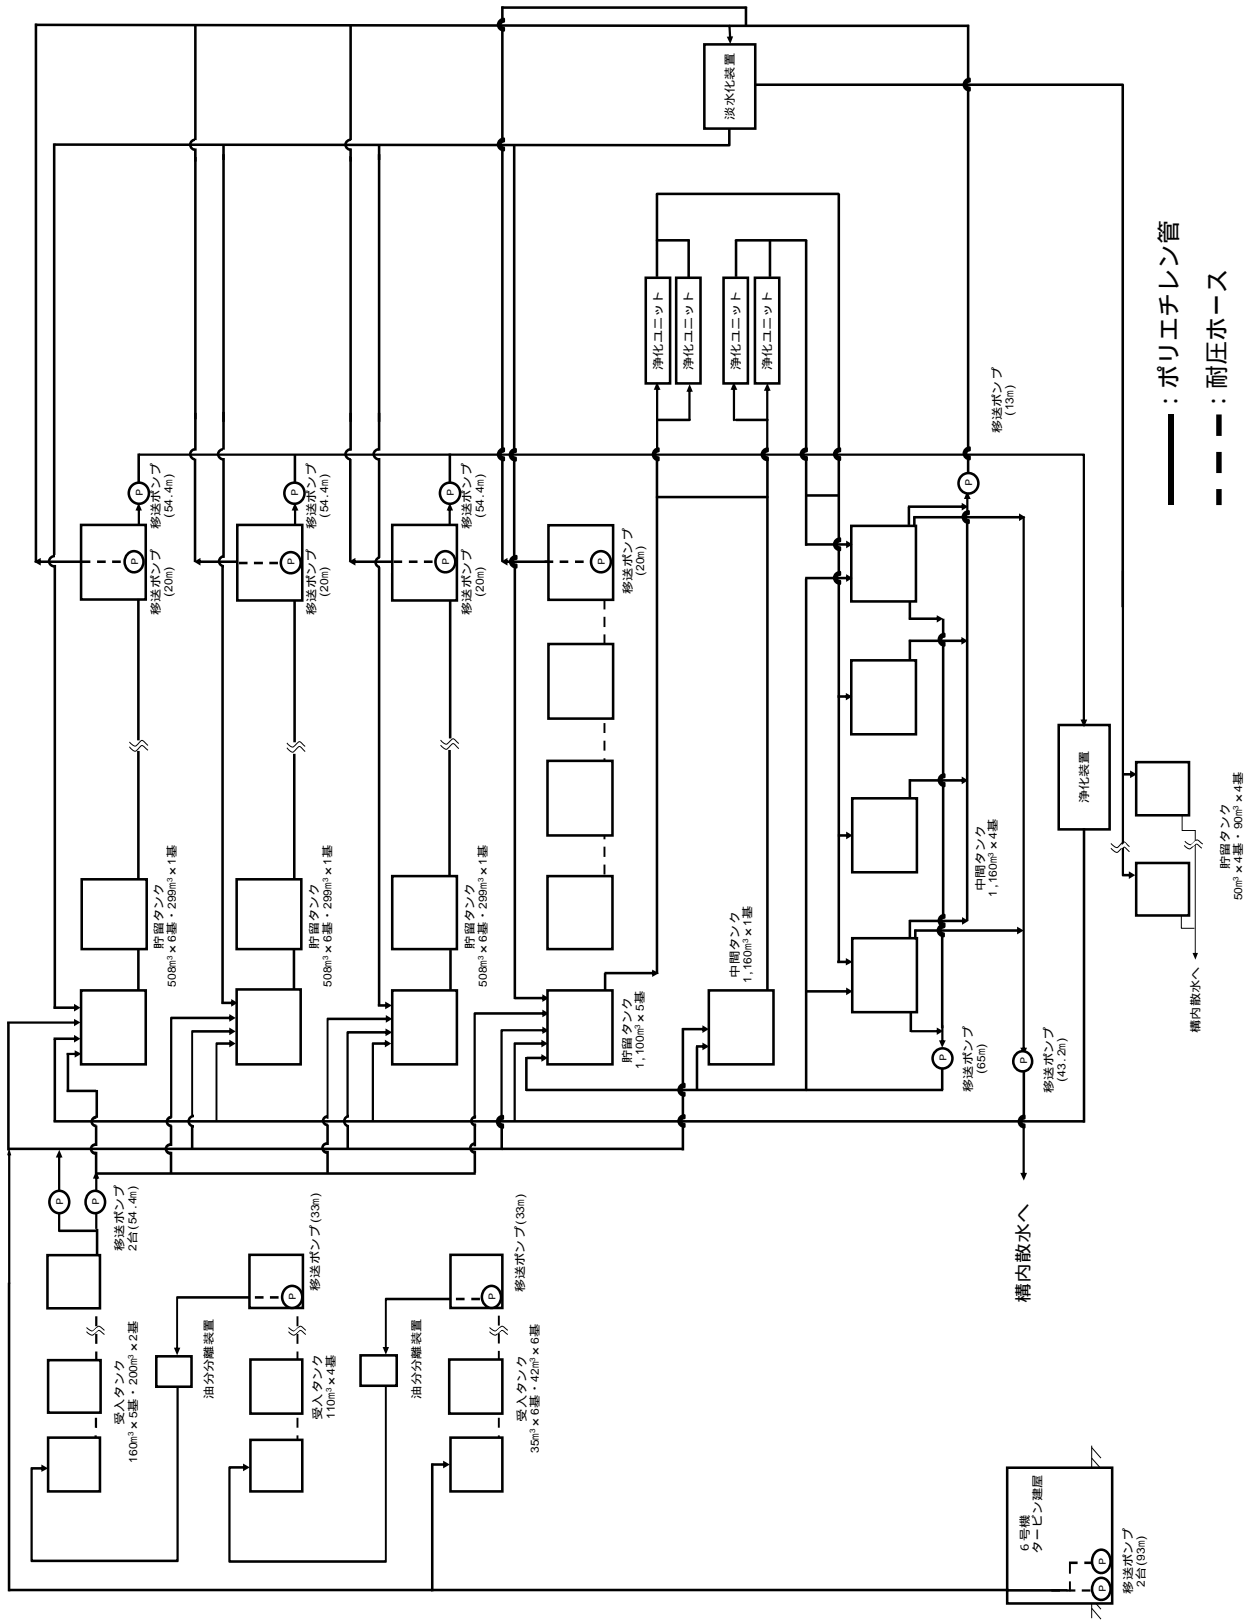 P
P
移送ポンプ
2台(54.4m)
受入タンク
160m³×5基・200m³×2基
貯留タンク
508m³×6基・299m³×1基
P
移送ポンプ
(20m)
P
移送ポンプ
(54.4m)
油分分離装置
P
移送ポンプ(33m)
受入タンク
110m³×4基
貯留タンク
508m³×6基・299m³×1基
P
移送ポンプ
(20m)
P
移送ポンプ
(54.4m)
油分分離装置
P
移送ポンプ(33m)
受入タンク
35m³×6基・42m³×6基
貯留タンク
508m³×6基・299m³×1基
P
移送ポンプ
(20m)
P
移送ポンプ
(54.4m)
貯留タンク
1,100m³×5基
P
移送ポンプ
(20m)
浄化ユニット
浄化ユニット
浄化ユニット
浄化ユニット
淡水化装置
中間タンク
1,160m³×1基
P
移送ポンプ
(65m)
中間タンク
1,160m³×4基
P
移送ポンプ
(13m)
構内散水へ
P
移送ポンプ
(43.2m)
浄化装置
6号機
タービン建屋
P
P
移送ポンプ
2台(93m)
構内散水へ
貯留タンク
50m³×4基・90m³×4基
：ポリエチレン管
：耐圧ホース